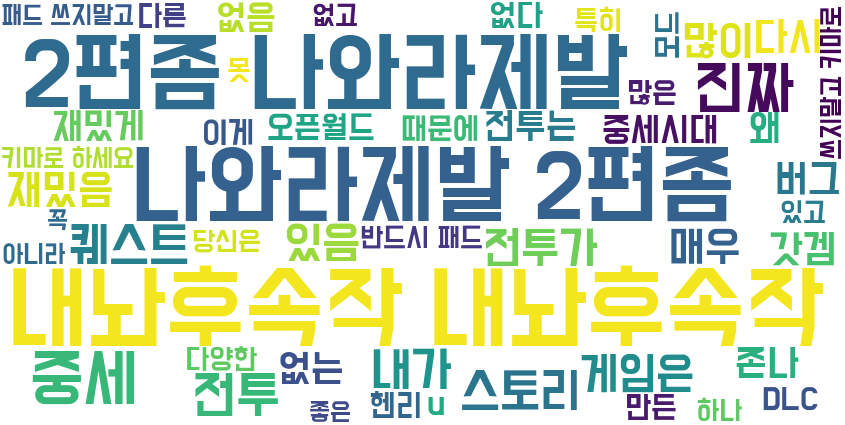 패드 쓰지말고 다른 없음 없고 없다 특히 모니 많이 다시
2편좀 나와라제발 못 많은 진짜
쓰지말고 키마로
재밌게 이게 오픈월드 때문에 전투는 중세시대 왜
키마로 하세요 나와라제발 2편좀 버그
재밌음 있고
꼭 퀘스트 당신은 있음 반드시 패드 전투가 매우 갓겜
아니라
내놔후속작 내놔후속작
중세 다양한 없는 내가 스토리 게임은 존나
전투 좋은 헨리 u 만든 하나 DLC